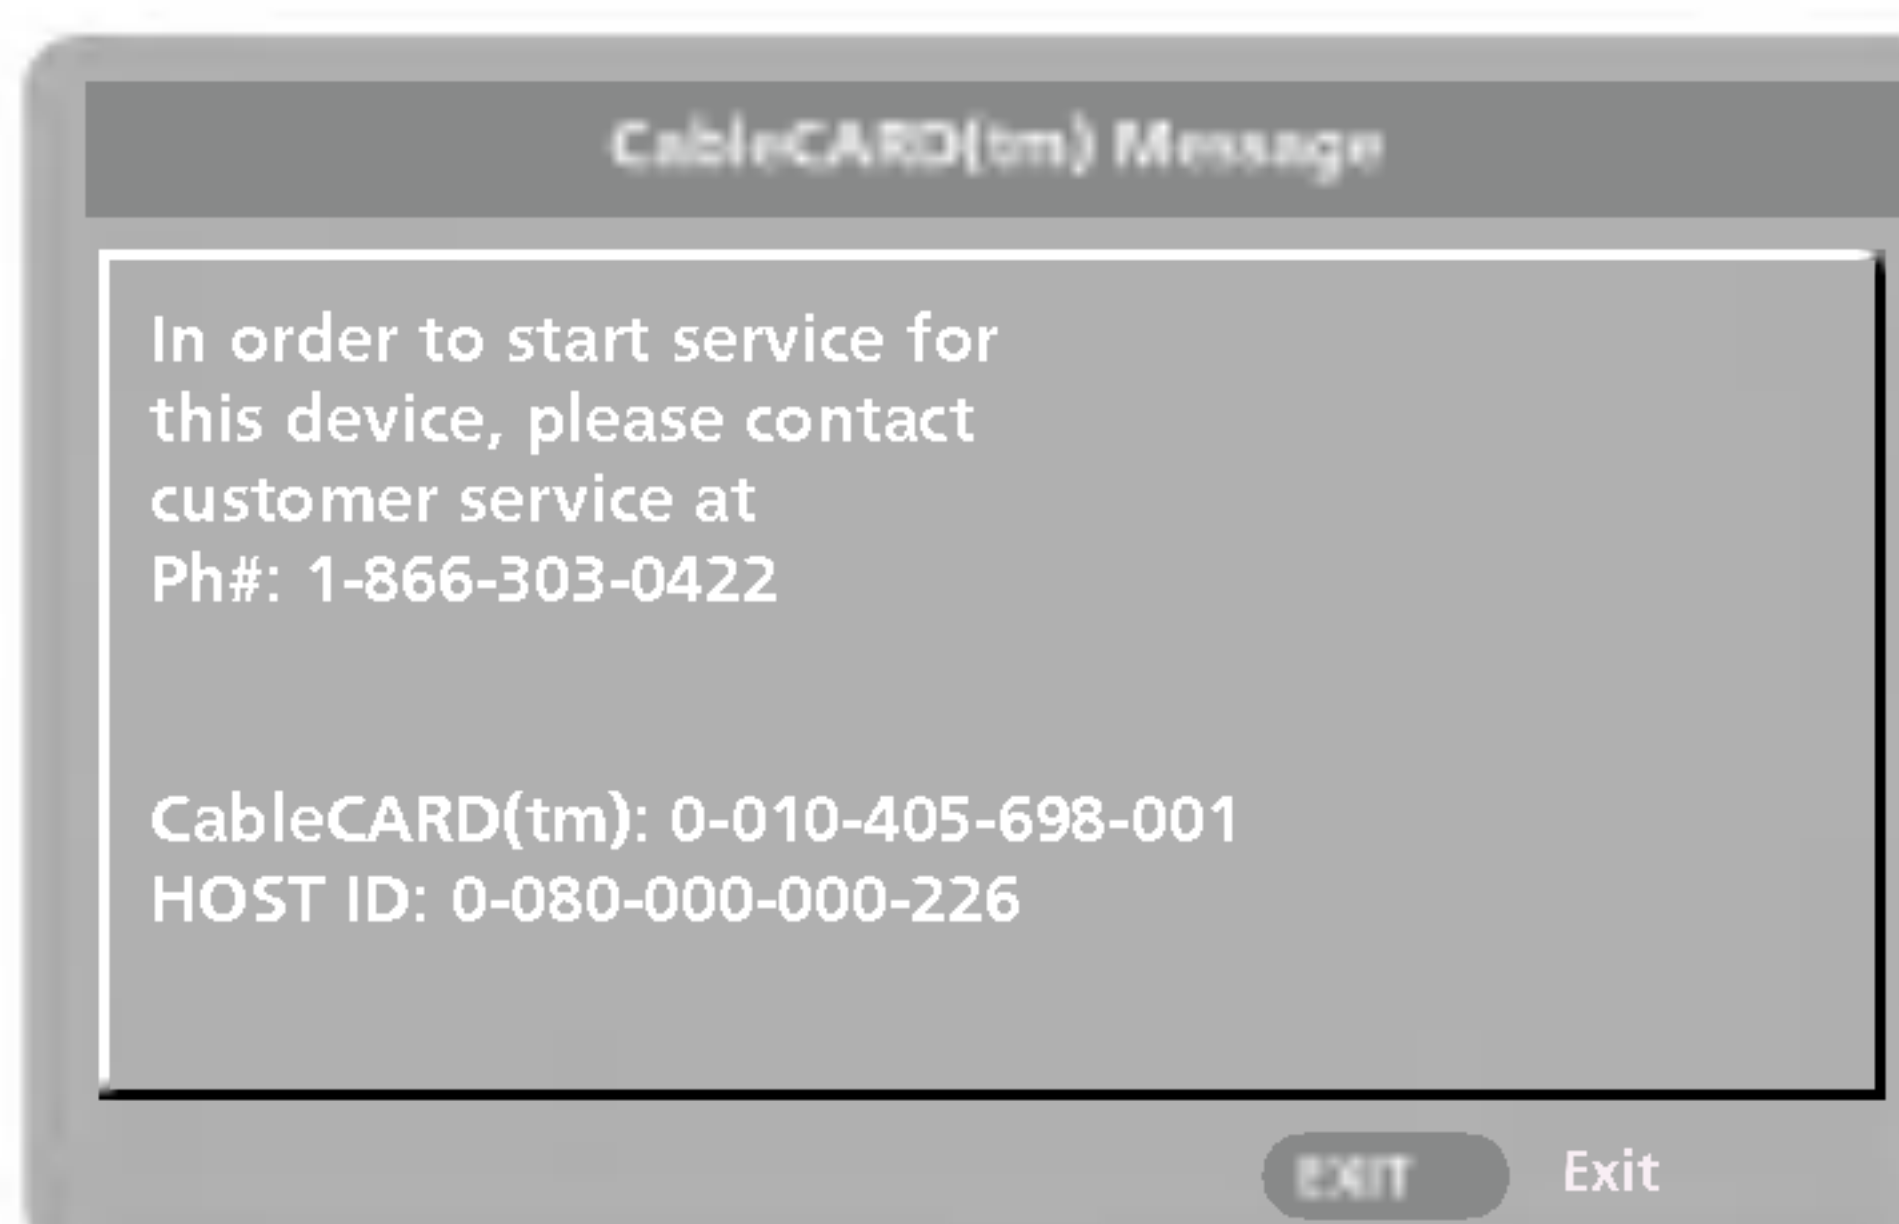 CableCARD(tm) Message
In order to start service for
this device, please contact
customer service at
Ph#: 1-866-303-0422
CableCARD(tm): 0-010-405-698-001
HOST ID: 0-080-000-000-226
EXIT Exit